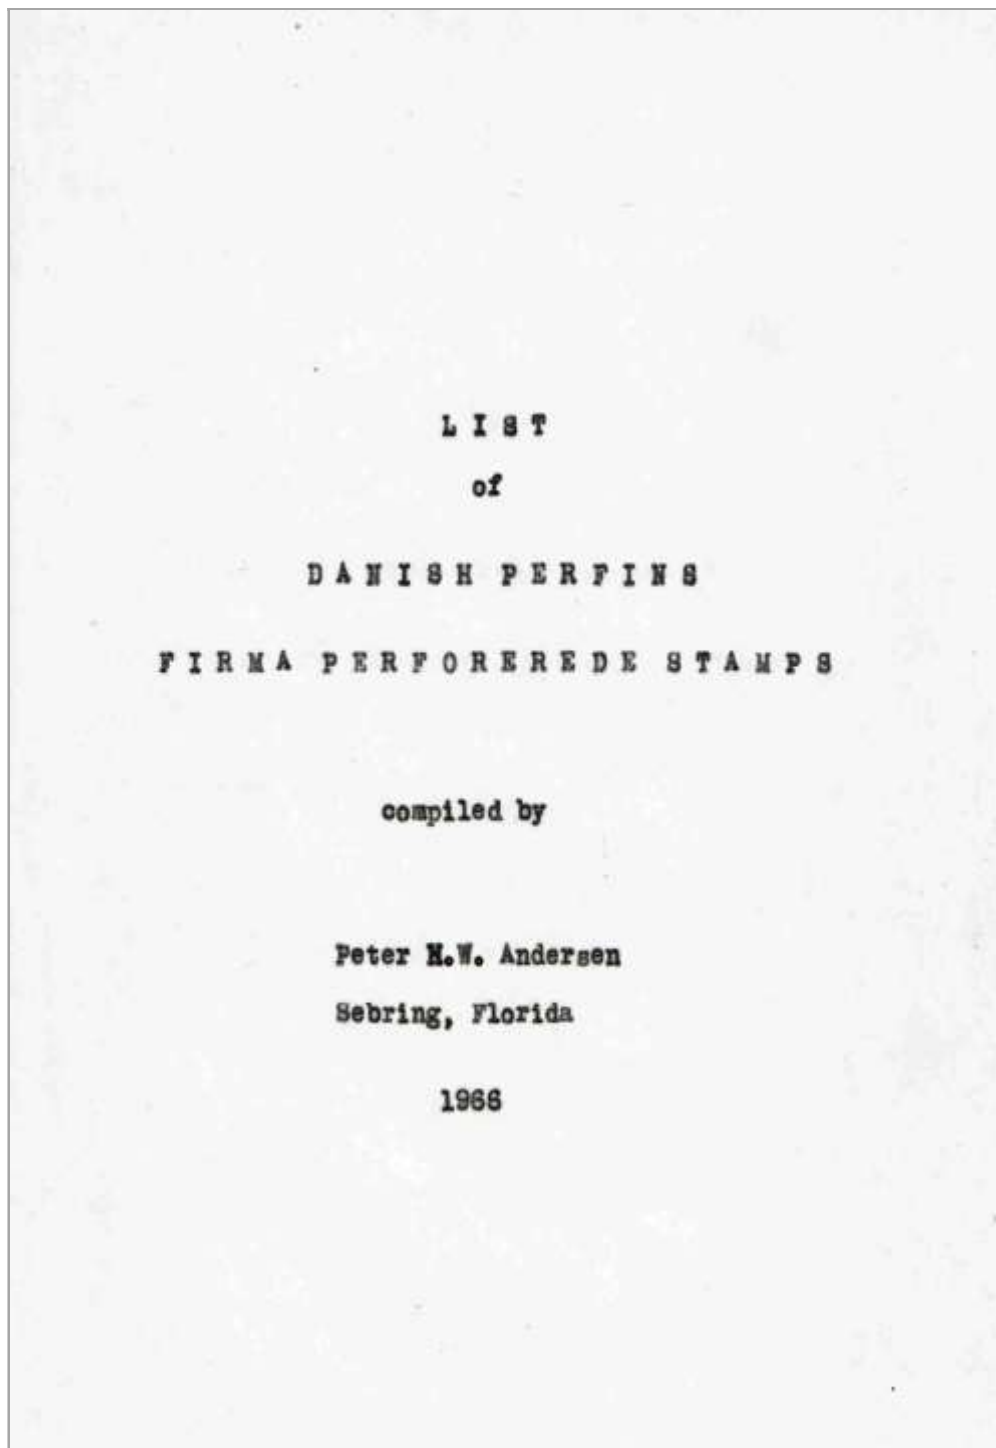 LIST
of
DANISH PERFINS
FIRMA PERFOREREDE STAMPS
compiled by
Peter H.W. Andersen
Sebring, Florida
1966